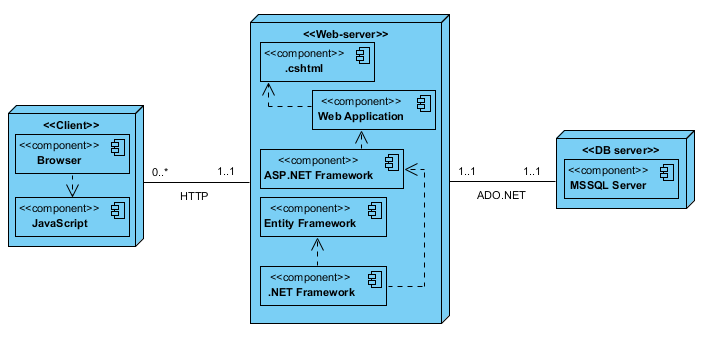 <<Client>>
<<component>>
Browser
<<component>>
JavaScript
0..*
1..1
HTTP
<<Web-server>>
<<component>>
.cshtml
<<component>>
Web Application
<<component>>
ASP.NET Framework
<<component>>
Entity Framework
<<component>>
.NET Framework
1..1
1..1
ADO.NET
<<DB server>>
<<component>>
MSSQL Server